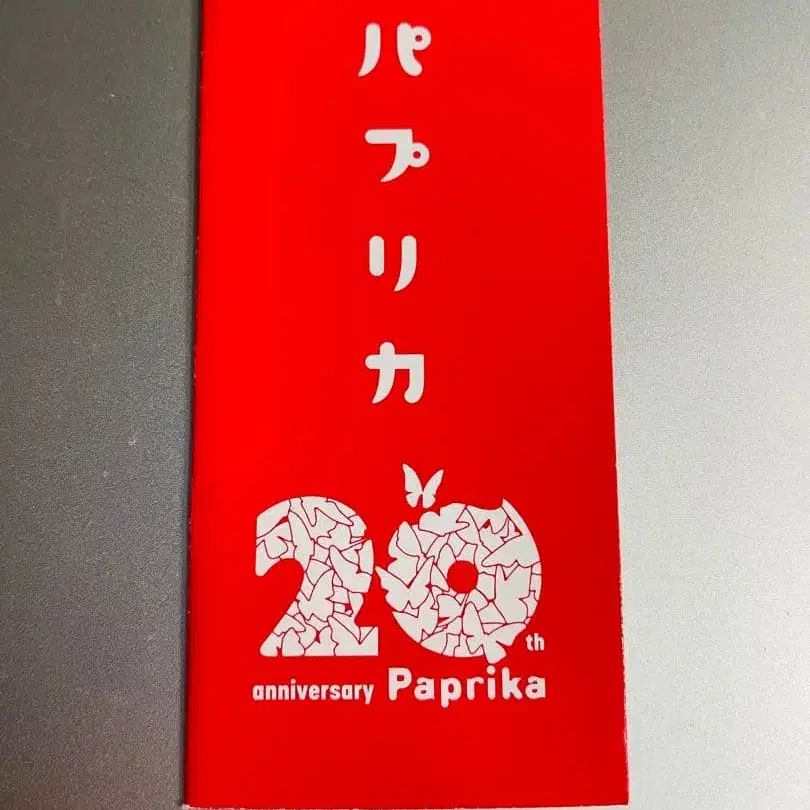 パプリカ
20th
anniversary Paprika